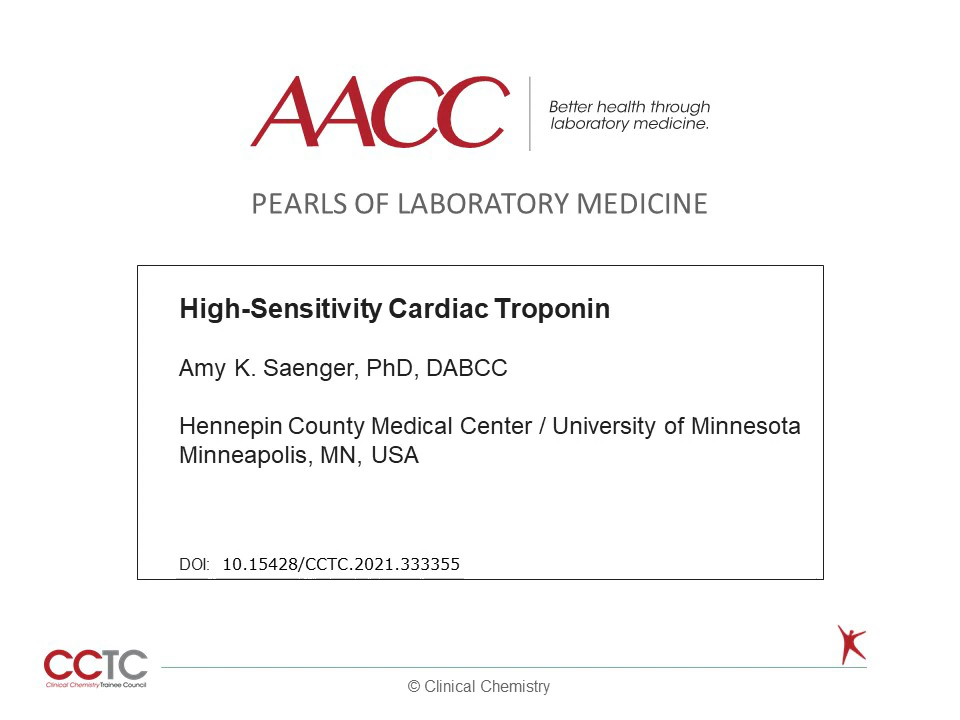 AACC
Better health through
laboratory medicine.
PEARLS OF LABORATORY MEDICINE
High-Sensitivity Cardiac Troponin
Amy K. Saenger, PhD, DABCC
Hennepin County Medical Center / University of Minnesota
Minneapolis, MN, USA
DOI: 10.15428/CCTC.2021.333355
CCTC
Clinical Chemistry Trainee Council
© Clinical Chemistry